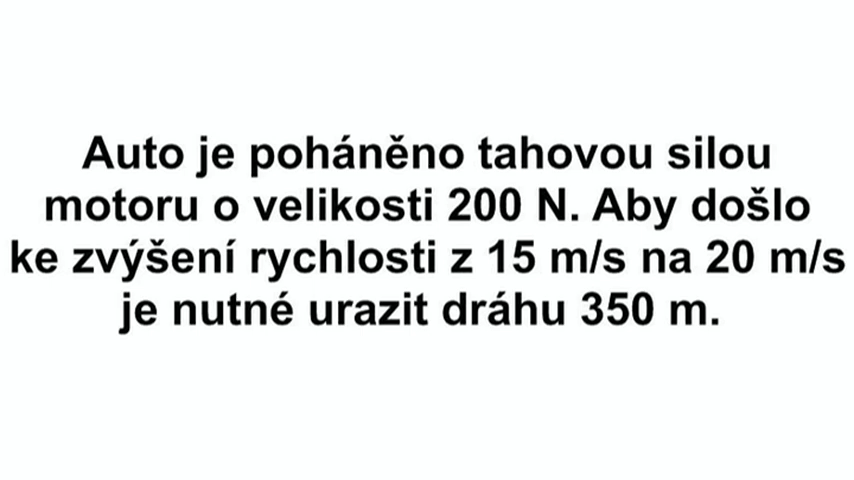 Auto je poháněno tahovou silou
motoru o velikosti 200 N. Aby došlo
ke zvýšení rychlosti z 15 m/s na 20 m/s
je nutné urazit dráhu 350 m.